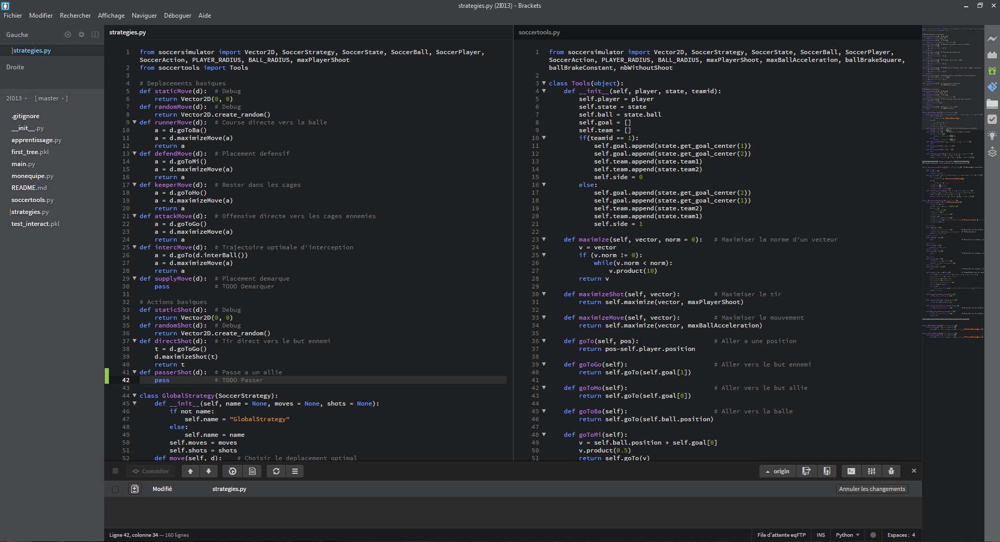 strategies.py (2I013) - Brackets
Fichier Modifier Rechercher Affichage Naviguer Déboguer Aide
Gauche
strategies.py
Droite
2I013 [ master ]
.gitignore
__init__.py
apprentissage.py
first_tree.pkl
main.py
monequipe.py
README.md
soccertools.py
strategies.py
test_interact.pkl
strategies.py
1 from soccersimulator import Vector2D, SoccerStrategy, SoccerState, SoccerBall, SoccerPlayer,
SoccerAction, PLAYER_RADIUS, BALL_RADIUS, maxPlayerShoot
2 from soccertools import Tools
3
4 # Deplacements basiques
5 def staticMove(d):  # Debug
6     return Vector2D(0, 0)
7 def randomMove(d):  # Debug
8     return Vector2D.create_random()
9 def runnerMove(d):  # Course directe vers la balle
10     a = d.goToBa()
11     a = d.maximizeMove(a)
12     return a
13 def defendMove(d):  # Placement defensif
14     a = d.goToMi()
15     a = d.maximizeMove(a)
16     return a
17 def keeperMove(d):  # Rester dans les cages
18     a = d.goToHo()
19     a = d.maximizeMove(a)
20     return a
21 def attackMove(d):  # Offensive directe vers les cages ennemies
22     a = d.goToGo()
23     a = d.maximizeMove(a)
24     return a
25 def intercMove(d):  # Trajectoire optimale d'interception
26     a = d.goTo(d.interBall())
27     a = d.maximizeMove(a)
28     return a
29 def supplyMove(d):  # Placement demarque
30     pass            # TODO Demarquer
31
32 # Actions basiques
33 def staticShot(d):  # Debug
34     return Vector2D(0, 0)
35 def randomShot(d):  # Debug
36     return Vector2D.create_random()
37 def directShot(d):  # Tir direct vers le but ennemi
38     t = d.goToGo()
39     d.maximizeShot(t)
40     return t
41 def passerShot(d):  # Passe a un allie
42     pass            # TODO Passer
43
44 class GlobalStrategy(SoccerStrategy):
45     def __init__(self, name = None, moves = None, shots = None):
46         if not name:
47             self.name = "GlobalStrategy"
48         else:
49             self.name = name
50         self.moves = moves
51         self.shots = shots
52     def move(self, d):    # Choisir le deplacement optimal
soccertools.py
1 from soccersimulator import Vector2D, SoccerStrategy, SoccerState, SoccerBall, SoccerPlayer,
SoccerAction, PLAYER_RADIUS, BALL_RADIUS, maxPlayerShoot, maxBallAcceleration, ballBrakeSquare,
ballBrakeConstant, nbWithoutShoot
2
3 class Tools(object):
4     def __init__(self, player, state, teamid):
5         self.player = player
6         self.state = state
7         self.ball = state.ball
8         self.goal = []
9         self.team = []
10         if(teamid == 1):
11             self.goal.append(state.get_goal_center(1))
12             self.goal.append(state.get_goal_center(2))
13             self.team.append(state.team1)
14             self.team.append(state.team2)
15             self.side = 0
16         else:
17             self.goal.append(state.get_goal_center(2))
18             self.goal.append(state.get_goal_center(1))
19             self.team.append(state.team2)
20             self.team.append(state.team1)
21             self.side = 1
22
23     def maximize(self, vector, norm = 0):   # Maximiser la norme d'un vecteur
24         v = vector
25         if (v.norm != 0):
26             while(v.norm < norm):
27                 v.product(10)
28         return v
29
30     def maximizeShot(self, vector):         # Maximiser le tir
31         return self.maximize(vector, maxPlayerShoot)
32
33     def maximizeMove(self, vector):         # Maximiser le mouvement
34         return self.maximize(vector, maxBallAcceleration)
35
36     def goTo(self, pos):                    # Aller a une position
37         return pos-self.player.position
38
39     def goToGo(self):                       # Aller vers le but ennemi
40         return self.goTo(self.goal[1])
41
42     def goToHo(self):                       # Aller vers le but allie
43         return self.goTo(self.goal[0])
44
45     def goToBa(self):                       # Aller vers la balle
46         return self.goTo(self.ball.position)
47
48     def goToMi(self):
49         v = self.ball.position + self.goal[0]
50         v.product(0.5)
51         return self.goTo(v)
Commiter
origin
Modifié strategies.py Annuler les changements
Ligne 42, colonne 34 — 160 lignes
File d'attente eqFTP INS Python Espaces : 4